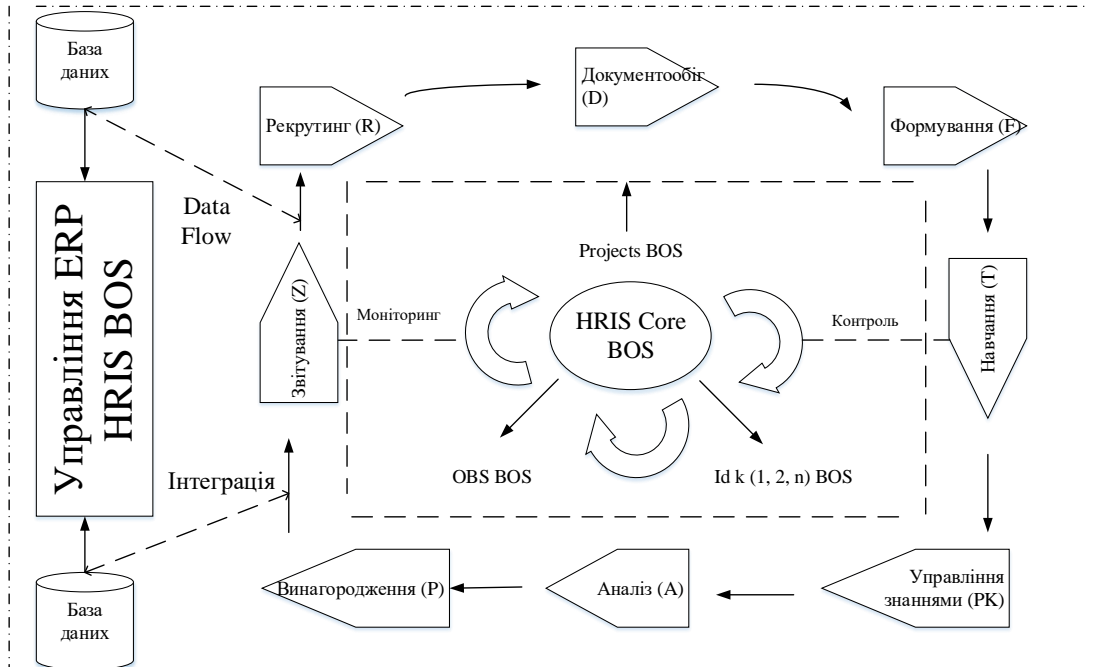 База
даних
Документообіг
(D)
Рекрутинг (R)
Формування (F)
Data
Flow
Управління ERP
HRIS BOS
Projects BOS
Звітування (Z)
Моніторинг
HRIS Core
BOS
Контроль
Навчання (T)
Інтеграція
OBS BOS
Id k (1, 2, n) BOS
Винагородження (P)
Аналіз (A)
Управління
знаннями (PK)
База
даних